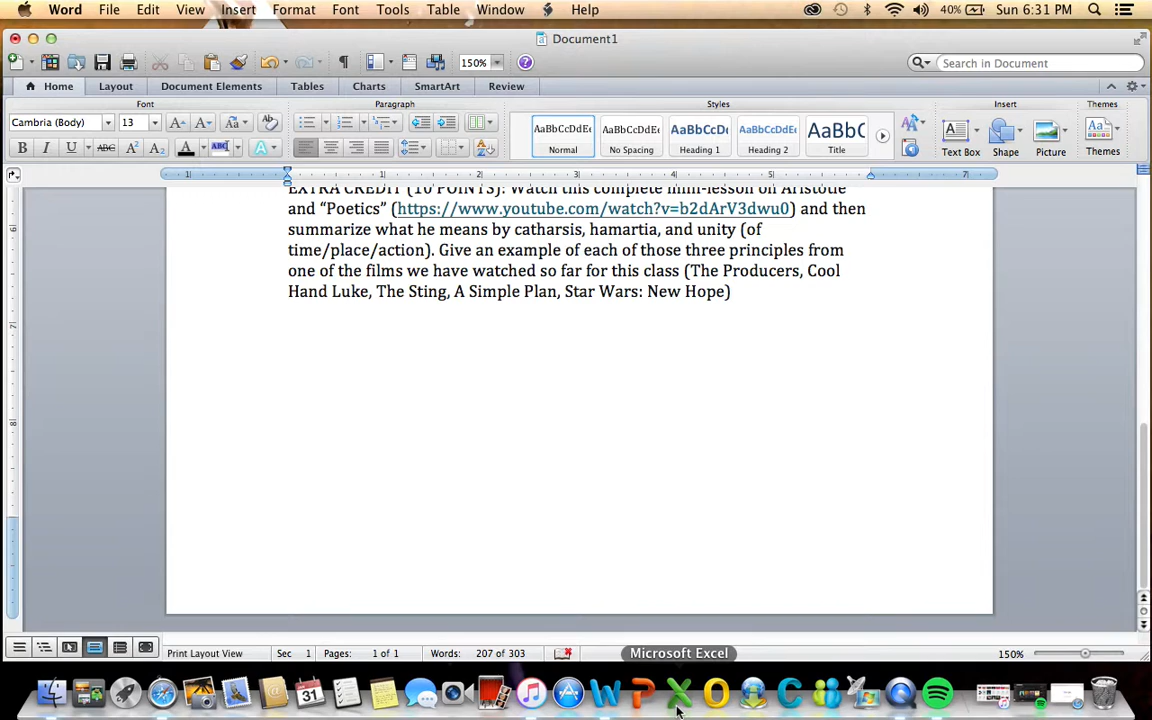 Word File Edit View Insert Format Font Tools Table Window Help 40% Sun 6:31 PM
Document1
150% Search in Document
Home Layout Document Elements Tables Charts SmartArt Review
Font Paragraph Styles Insert Themes
Cambria (Body) 13
AaBbCcDdEe AaBbCcDdEe AaBbCcDc AaBbCcDdEe AaBbC
Normal No Spacing Heading 1 Heading 2 Title
Text Box Shape Picture Themes
EXTRA CREDIT (10 POINTS): Watch this complete mini-lesson on Aristotle
and “Poetics” (https://www.youtube.com/watch?v=b2dArV3dwu0) and then
summarize what he means by catharsis, hamartia, and unity (of
time/place/action). Give an example of each of those three principles from
one of the films we have watched so far for this class (The Producers, Cool
Hand Luke, The Sting, A Simple Plan, Star Wars: New Hope)
Print Layout View Sec 1 Pages: 1 of 1 Words: 207 of 303 150%
Microsoft Excel